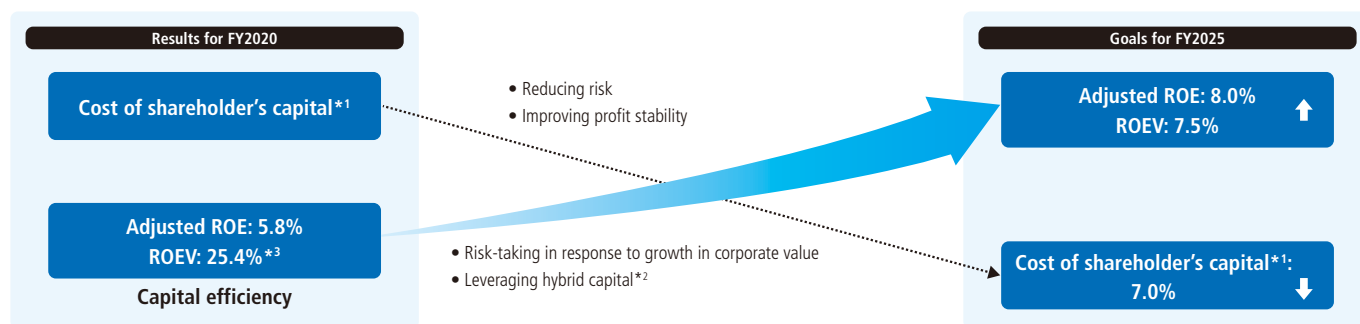 Results for FY2020
Cost of shareholder's capital*1
Adjusted ROE: 5.8%
ROEV: 25.4%*3
Capital efficiency
• Reducing risk
• Improving profit stability
• Risk-taking in response to growth in corporate value
• Leveraging hybrid capital*2
Goals for FY2025
Adjusted ROE: 8.0%
ROEV: 7.5%
Cost of shareholder's capital*1:
7.0%